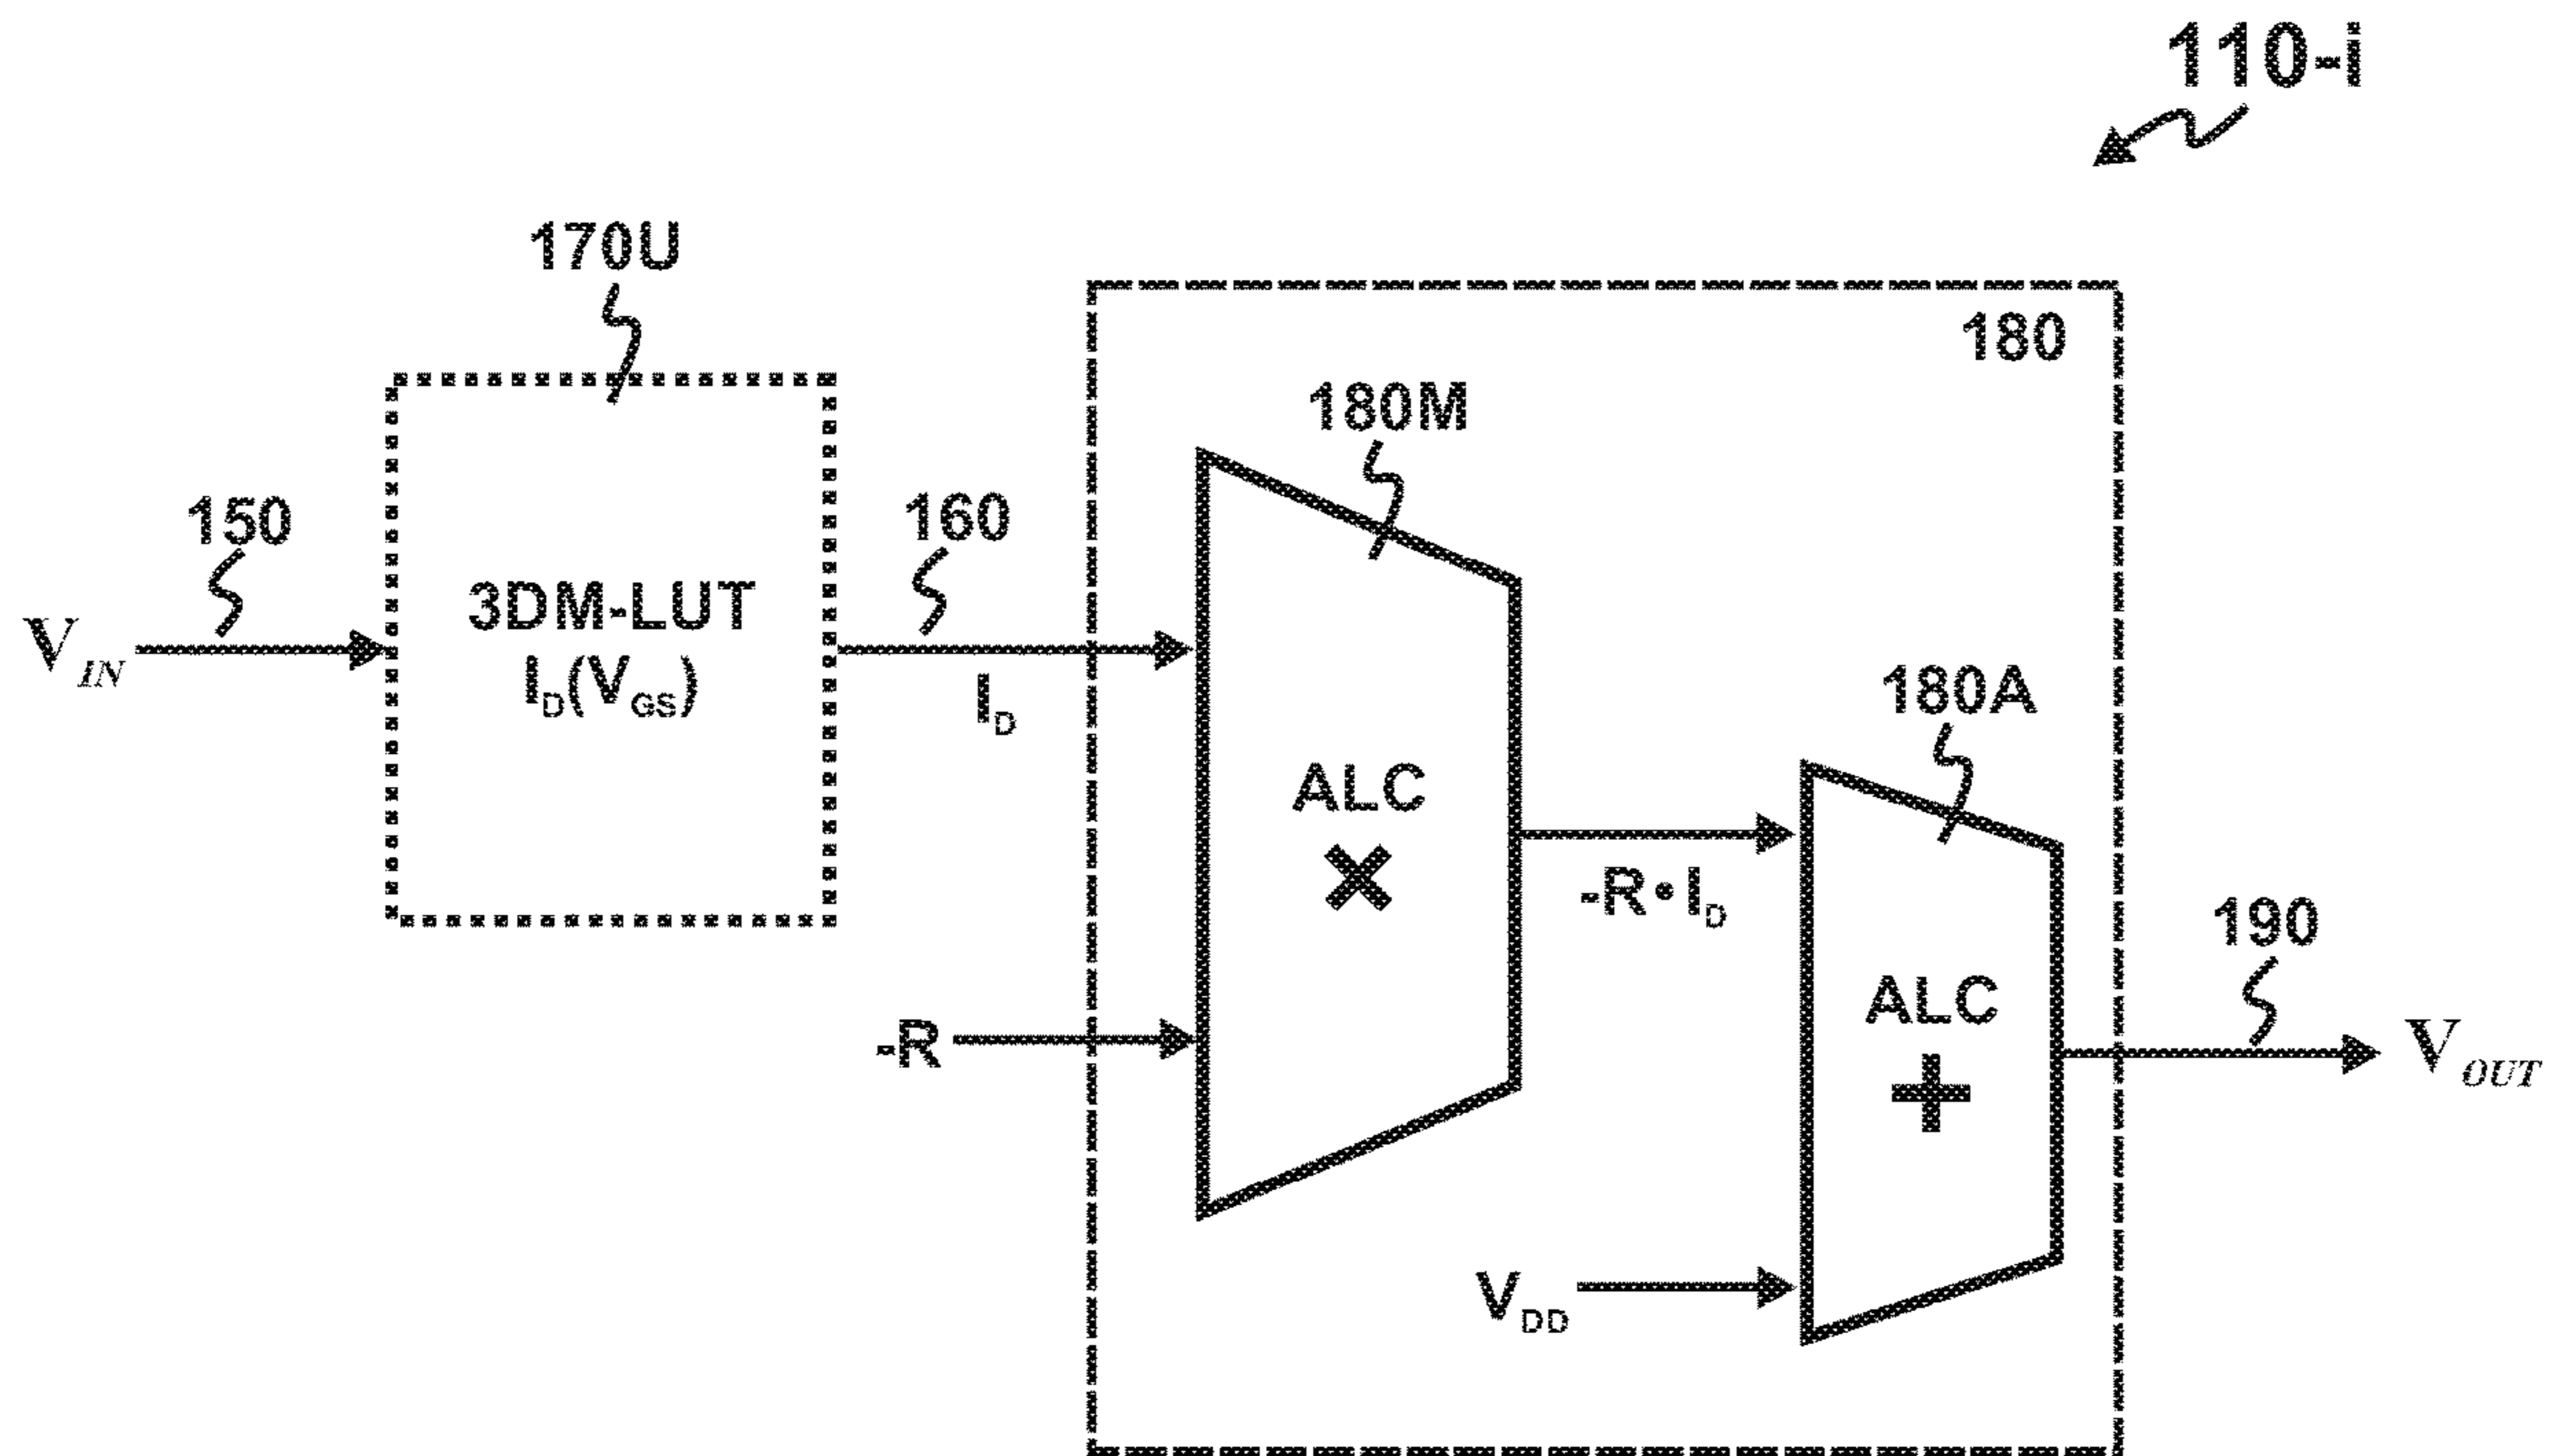 110-i
170U
180
180M
150
160
3DM-LUT
V_IN
I_D(V_GS)
I_D
180A
ALC
×
-R•I_D
190
ALC
-R
V_OUT
+
V_DD